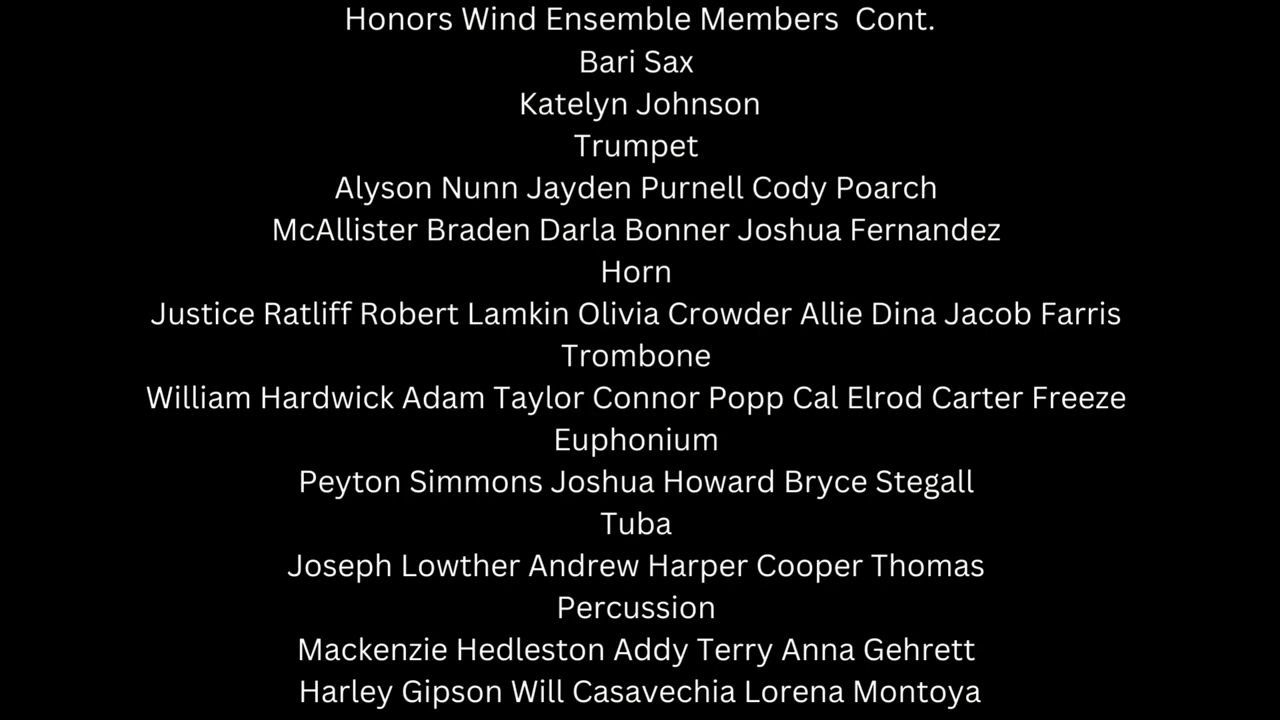 Honors Wind Ensemble Members  Cont.
Bari Sax
Katelyn Johnson
Trumpet
Alyson Nunn Jayden Purnell Cody Poarch
McAllister Braden Darla Bonner Joshua Fernandez
Horn
Justice Ratliff Robert Lamkin Olivia Crowder Allie Dina Jacob Farris
Trombone
William Hardwick Adam Taylor Connor Popp Cal Elrod Carter Freeze
Euphonium
Peyton Simmons Joshua Howard Bryce Stegall
Tuba
Joseph Lowther Andrew Harper Cooper Thomas
Percussion
Mackenzie Hedleston Addy Terry Anna Gehrett
Harley Gipson Will Casavechia Lorena Montoya